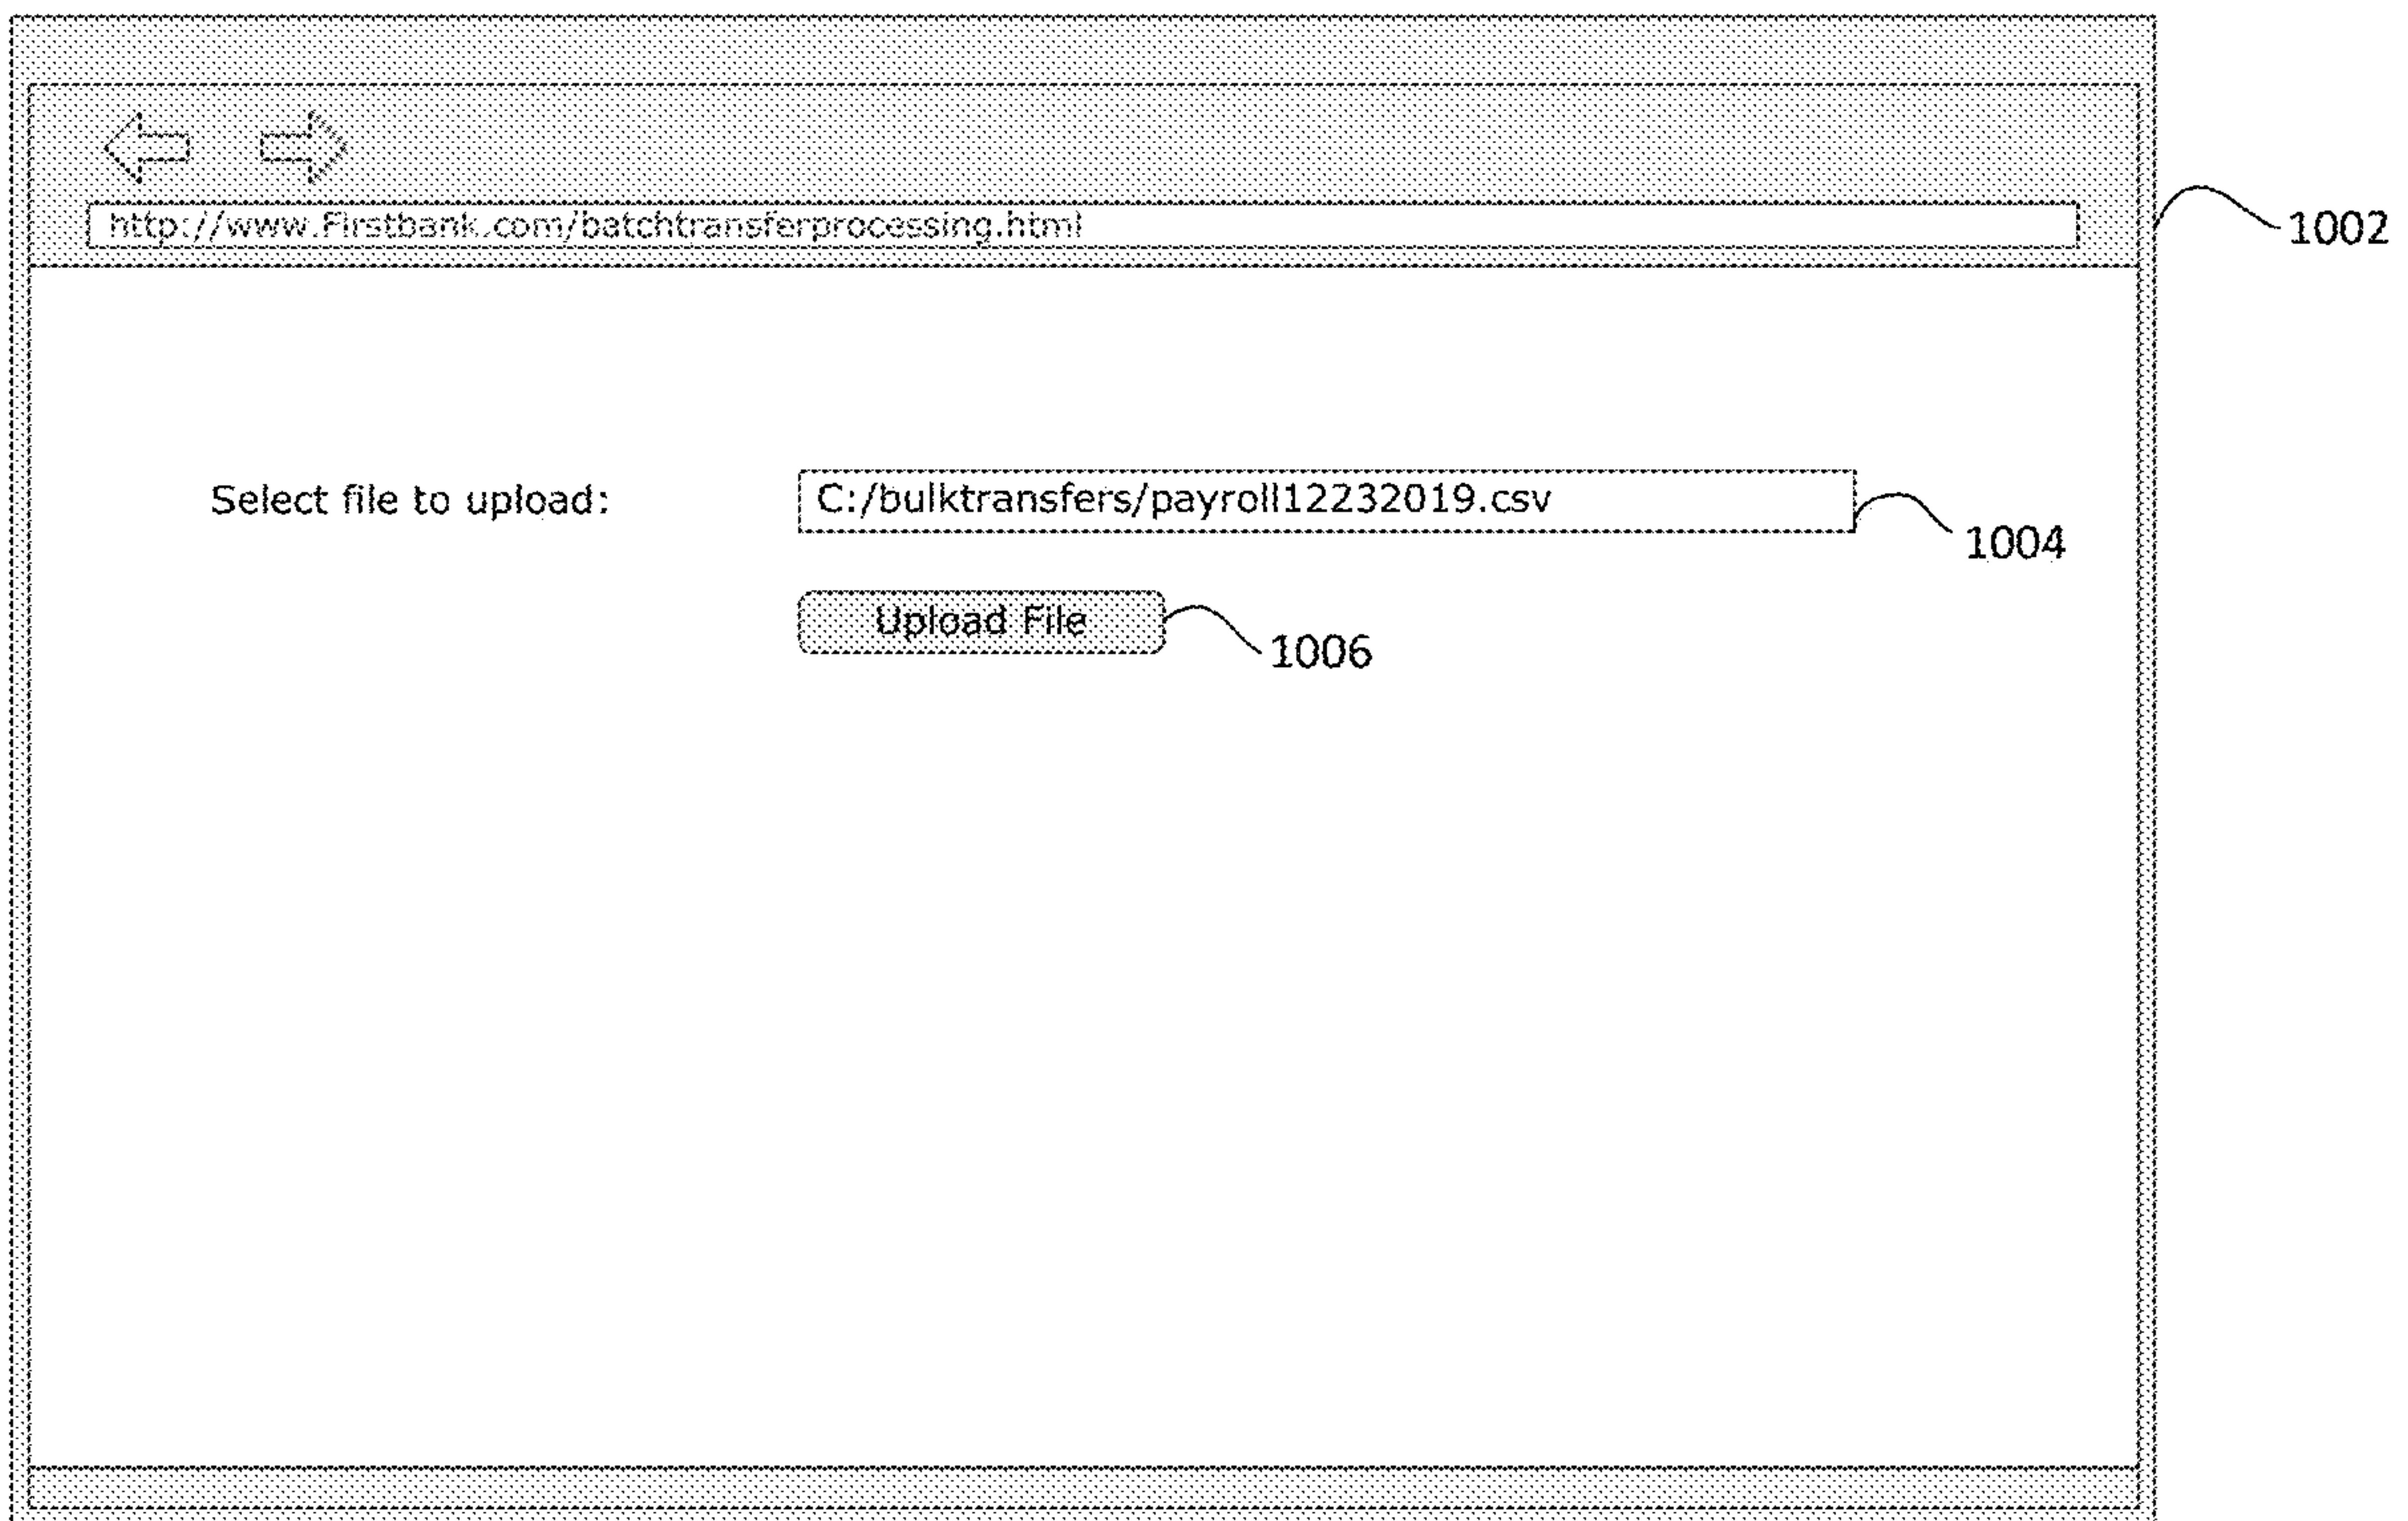 http://www.Firstbank.com/batchtransferprocessing.html
1002
Select file to upload: C:/bulktransfers/payroll12232019.csv
1004
Upload File
1006